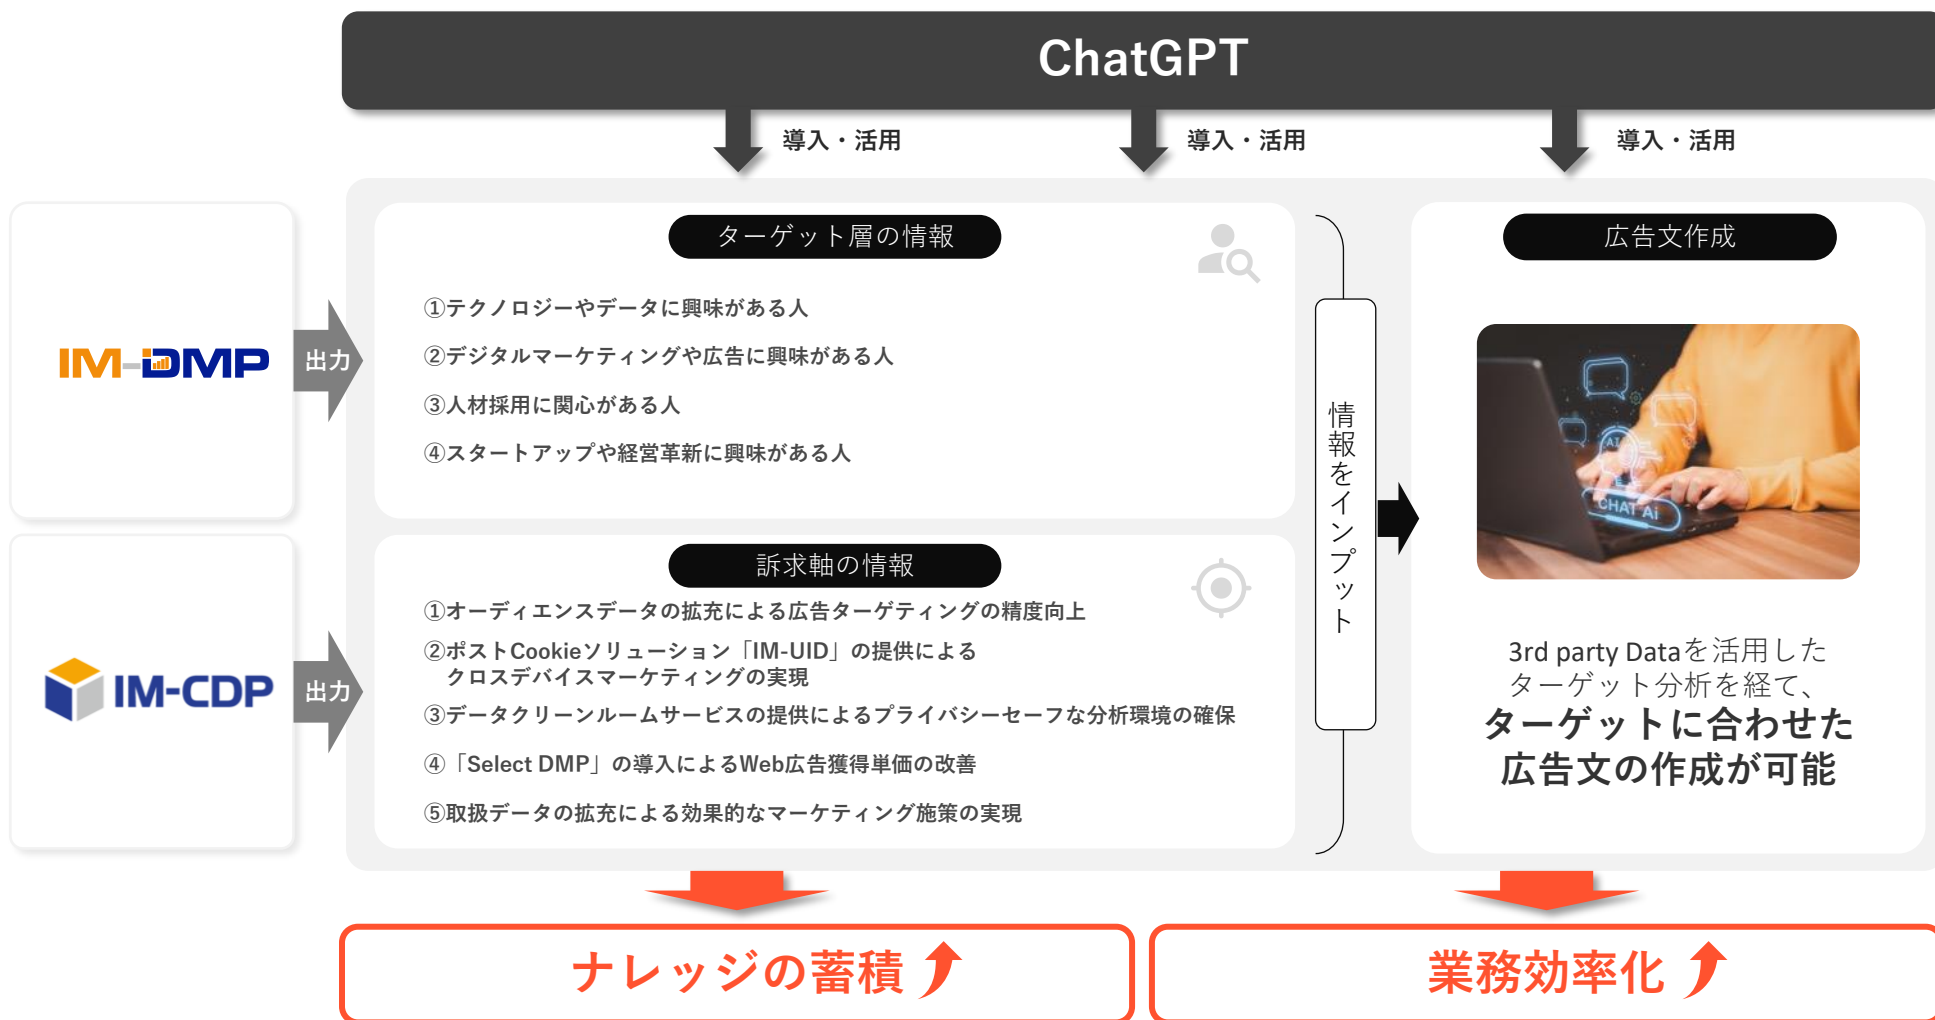 ChatGPT
導入・活用
導入・活用
導入・活用
IM-DMP
出力
ターゲット層の情報
①テクノロジーやデータに興味がある人
②デジタルマーケティングや広告に興味がある人
③人材採用に関心がある人
④スタートアップや経営革新に興味がある人
IM-CDP
出力
訴求軸の情報
①オーディエンスデータの拡充による広告ターゲティングの精度向上
②ポストCookieソリューション「IM-UID」の提供による
クロスデバイスマーケティングの実現
③データクリーンルームサービスの提供によるプライバシーセーフな分析環境の確保
④「Select DMP」の導入によるWeb広告獲得単価の改善
⑤取扱データの拡充による効果的なマーケティング施策の実現
情報をインプット
広告文作成
AI
CHAT Ai
3rd party Dataを活用した
ターゲット分析を経て、
ターゲットに合わせた
広告文の作成が可能
ナレッジの蓄積
業務効率化